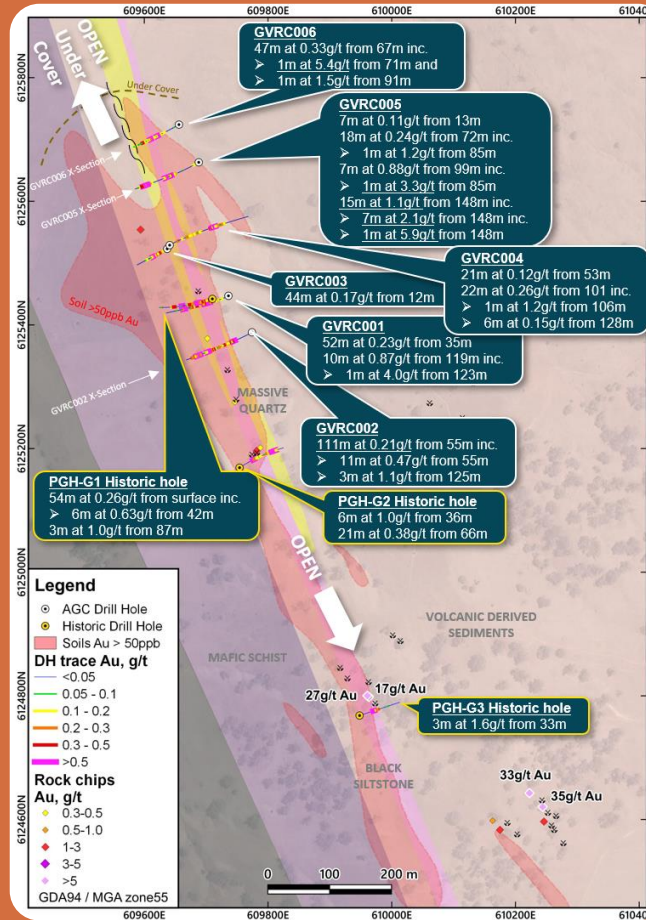 609600E
609800E
610000E
610200E
61040
6125800N
6125600N
6125400N
6125200N
6125000N
6124800N
6124600N
OPEN
Under
Cover
Under Cover
GVRC006
47m at 0.33g/t from 67m inc.
➢ 1m at 5.4g/t from 71m and
➢ 1m at 1.5g/t from 91m
GVRC005
7m at 0.11g/t from 13m
18m at 0.24g/t from 72m inc.
➢ 1m at 1.2g/t from 85m
7m at 0.88g/t from 99m inc.
➢ 1m at 3.3g/t from 85m
15m at 1.1g/t from 148m inc.
➢ 7m at 2.1g/t from 148m inc.
➢ 1m at 5.9g/t from 148m
GVRC006 X-Section
GVRC005 X-Section
GVRC004
21m at 0.12g/t from 53m
22m at 0.26g/t from 101 inc.
➢ 1m at 1.2g/t from 106m
➢ 6m at 0.15g/t from 128m
GVRC003
44m at 0.17g/t from 12m
Soil >50ppb Au
GVRC001
52m at 0.23g/t from 35m
10m at 0.87g/t from 119m inc.
➢ 1m at 4.0g/t from 123m
GVRC002 X-Section
MASSIVE
QUARTZ
GVRC002
111m at 0.21g/t from 55m inc.
➢ 11m at 0.47g/t from 55m
➢ 3m at 1.1g/t from 125m
PGH-G1 Historic hole
54m at 0.26g/t from surface inc.
➢ 6m at 0.63g/t from 42m
3m at 1.0g/t from 87m
PGH-G2 Historic hole
6m at 1.0g/t from 36m
21m at 0.38g/t from 66m
OPEN
VOLCANIC DERIVED
SEDIMENTS
MAFIC SCHIST
27g/t Au
17g/t Au
PGH-G3 Historic hole
3m at 1.6g/t from 33m
BLACK
SILTSTONE
33g/t Au
35g/t Au
Legend
AGC Drill Hole
Historic Drill Hole
Soils Au > 50ppb
DH trace Au, g/t
<0.05
0.05 - 0.1
0.1 - 0.2
0.2 - 0.3
0.3 - 0.5
>0.5
Rock chips
Au, g/t
0.3-0.5
0.5-1.0
1-3
3-5
>5
GDA94 / MGA zone55
0 100 200 m